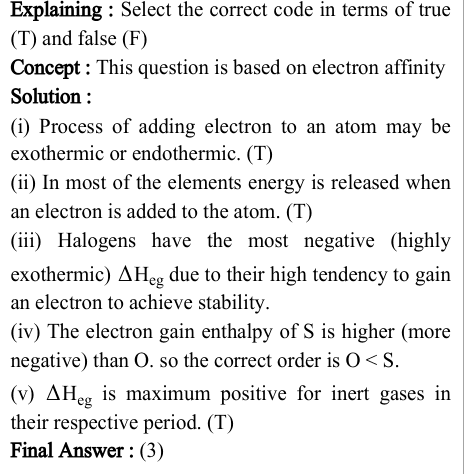 Explaining : Select the correct code in terms of true
(T) and false (F)
Concept : This question is based on electron affinity
Solution :
(i) Process of adding electron to an atom may be
exothermic or endothermic. (T)
(ii) In most of the elements energy is released when
an electron is added to the atom. (T)
(iii) Halogens have the most negative (highly
exothermic) ΔHeg due to their high tendency to gain
an electron to achieve stability.
(iv) The electron gain enthalpy of S is higher (more
negative) than O. so the correct order is O < S.
(v) ΔHeg is maximum positive for inert gases in
their respective period. (T)
Final Answer : (3)